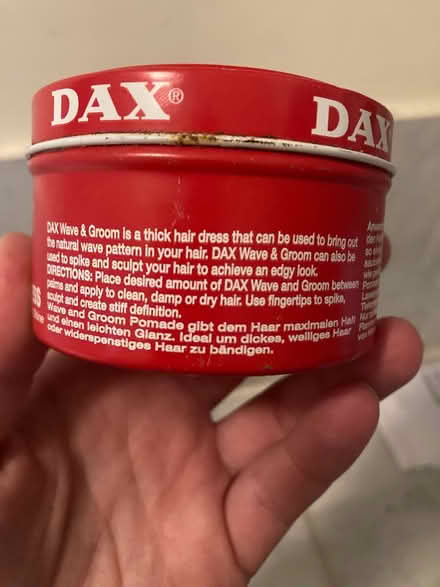 DAX®
DAX
DAX Wave & Groom is a thick hair dress that can be used to bring out
the natural wave pattern in your hair. DAX Wave & Groom can also be
used to spike and sculpt your hair to achieve an edgy look.
DIRECTIONS: Place desired amount of DAX Wave and Groom between
palms and apply to clean, damp or dry hair. Use fingertips to spike,
sculpt and create stiff definition.
Wave and Groom Pomade gibt dem Haar maximalen Halt
und einen leichten Glanz. Ideal um dickes, welliges Haar
oder widerspenstiges Haar zu bändigen.